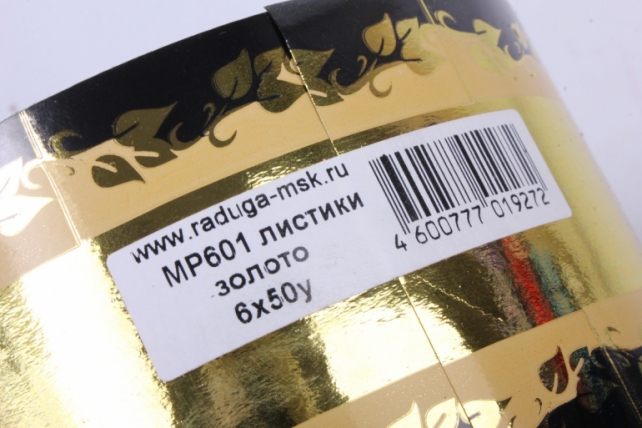 www.raduga-msk.ru
МР601 листики
золото
6х50у
4 600777 019272